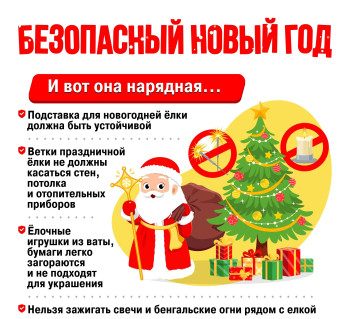 БЕЗОПАСНЫЙ НОВЫЙ ГОД
И вот она нарядная...
Подставка для новогодней ёлки
должна быть устойчивой
Ветки праздничной
ёлки не должны
касаться стен,
потолка
и отопительных
приборов
Ёлочные
игрушки из ваты,
бумаги легко
загораются
и не подходят
для украшения
Нельзя зажигать свечи и бенгальские огни рядом с елкой